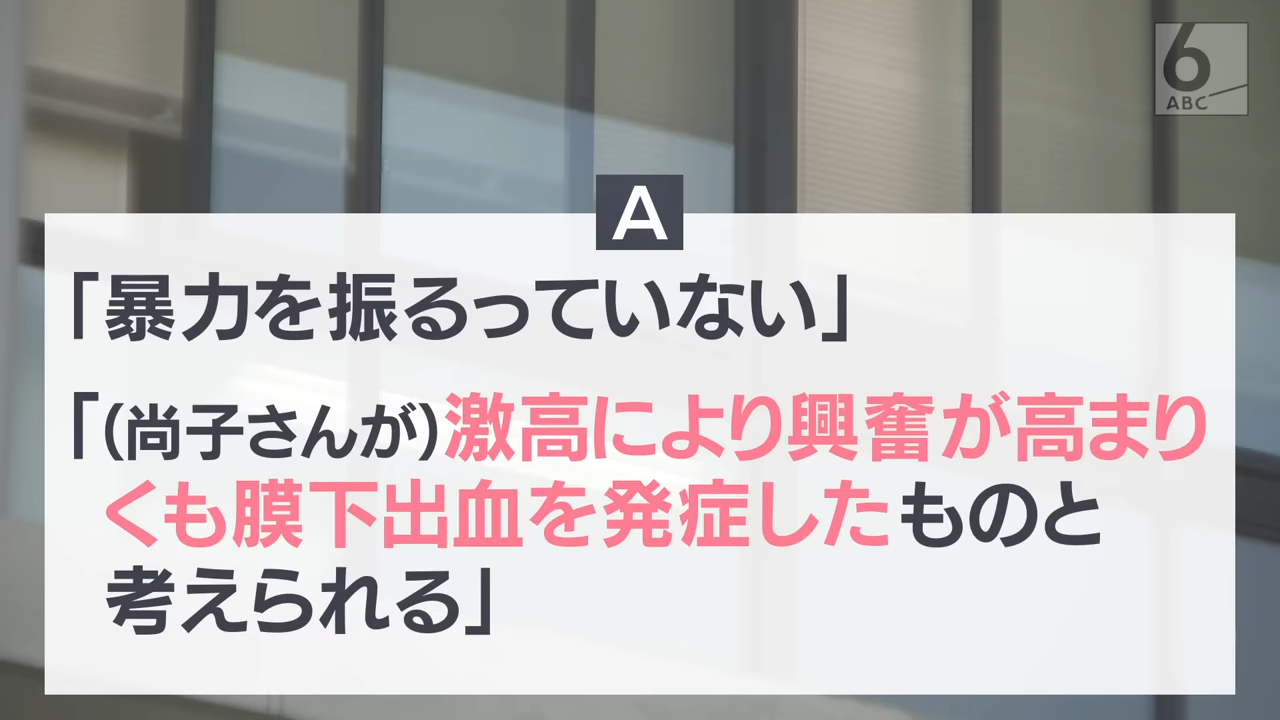 6
ABC
A
「暴力を振るっていない」
「(尚子さんが)激高により興奮が高まり
くも膜下出血を発症したものと
考えられる」